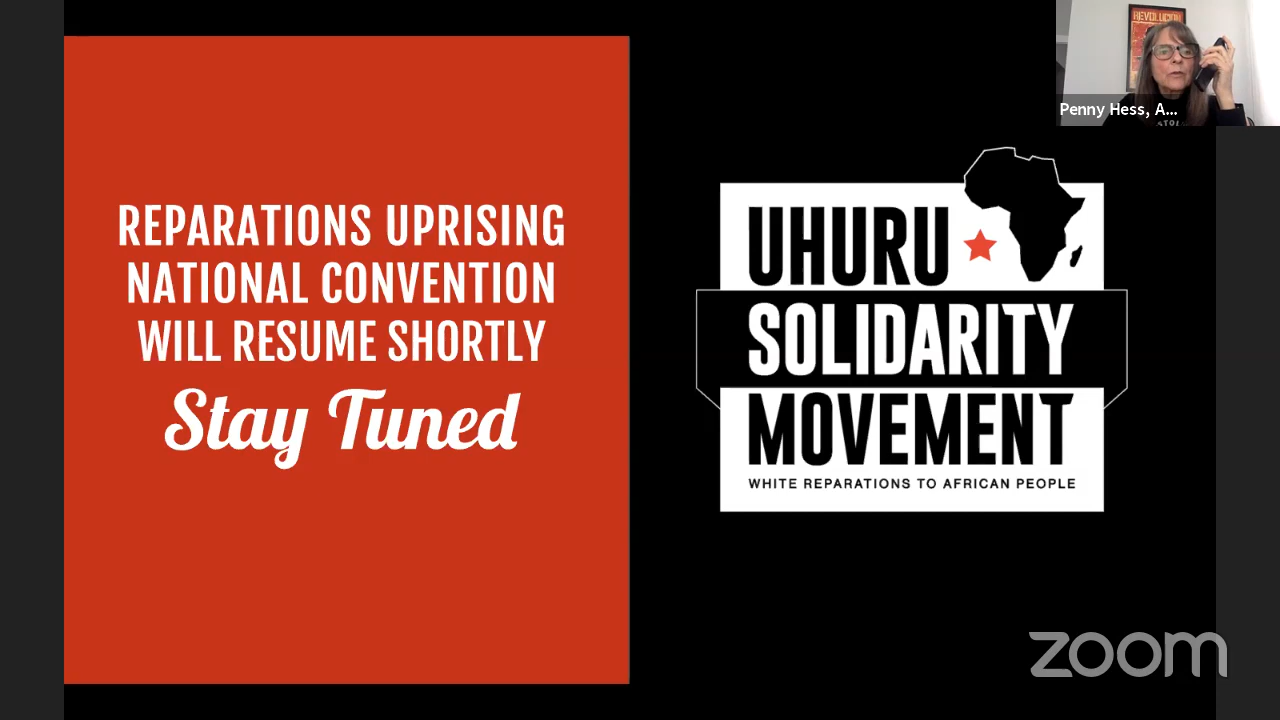 REVOLUCION
Penny Hess, A...
REPARATIONS UPRISING
NATIONAL CONVENTION
WILL RESUME SHORTLY
Stay Tuned
UHURU
SOLIDARITY
MOVEMENT
WHITE REPARATIONS TO AFRICAN PEOPLE
zoom